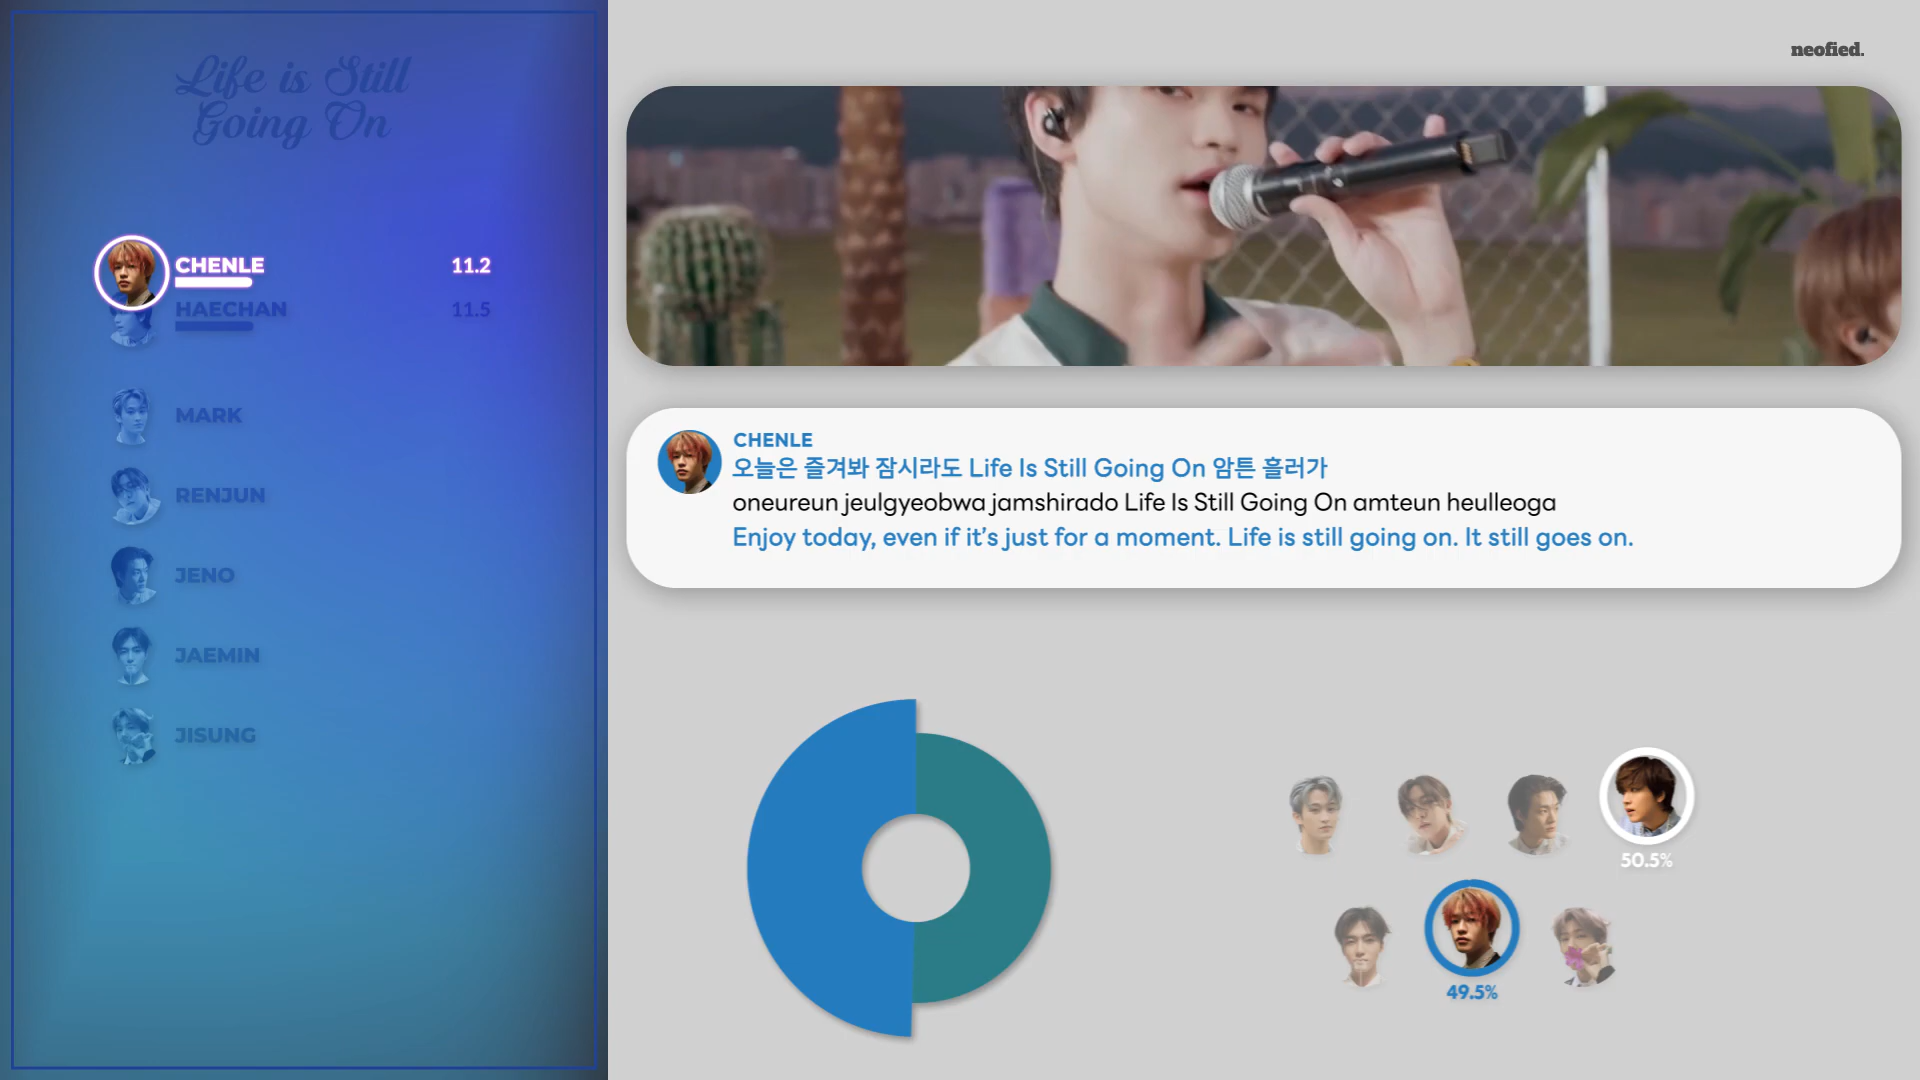 Life is Still
Going On
CHENLE 11.2
HAECHAN 11.5
MARK
RENJUN
JENO
JAEMIN
JISUNG
neofied.
CHENLE
오늘은 즐겨봐 잠시라도 Life Is Still Going On 암튼 흘러가
oneureun jeulgyeobwa jamshirado Life Is Still Going On amteun heulleoga
Enjoy today, even if it’s just for a moment. Life is still going on. It still goes on.
50.5%
49.5%